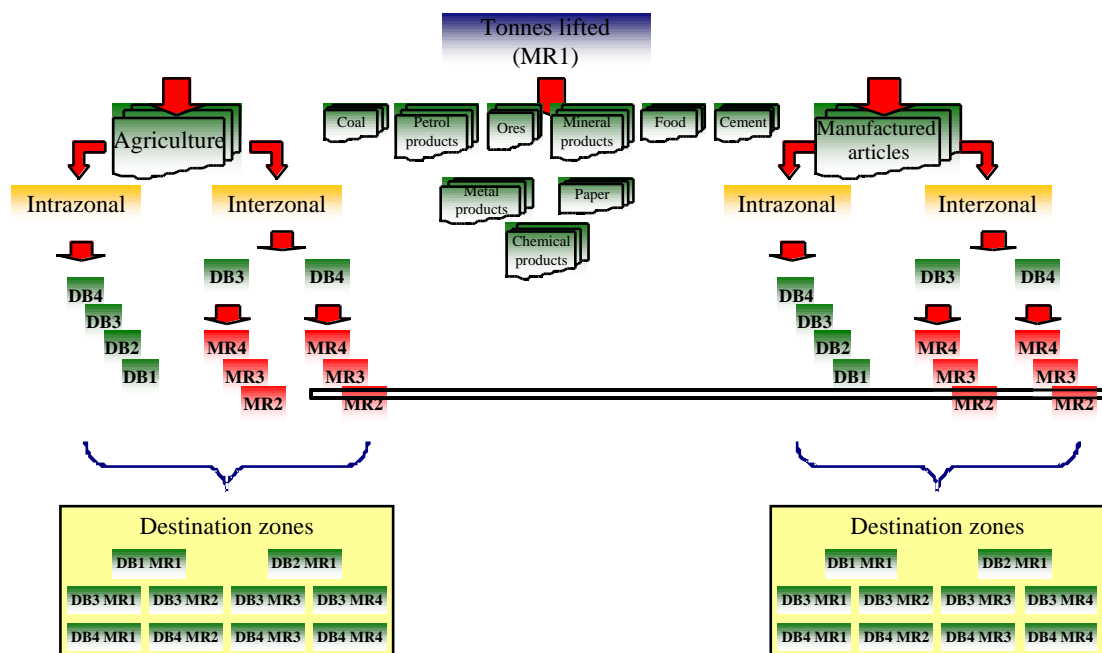 Tonnes lifted
(MR1)
Agriculture
Coal
Petrol
products
Ores
Mineral
products
Food
Cement
Manufactured
articles
Metal
products
Paper
Chemical
products
Intrazonal
Interzonal
Intrazonal
Interzonal
DB4
DB3
DB2
DB1
DB3
DB4
MR4
MR3
MR2
MR4
MR3
MR2
DB4
DB3
DB2
DB1
DB3
DB4
MR4
MR3
MR2
MR4
MR3
MR2
Destination zones
DB1 MR1 DB2 MR1
DB3 MR1 DB3 MR2 DB3 MR3 DB3 MR4
DB4 MR1 DB4 MR2 DB4 MR3 DB4 MR4
Destination zones
DB1 MR1 DB2 MR1
DB3 MR1 DB3 MR2 DB3 MR3 DB3 MR4
DB4 MR1 DB4 MR2 DB4 MR3 DB4 MR4